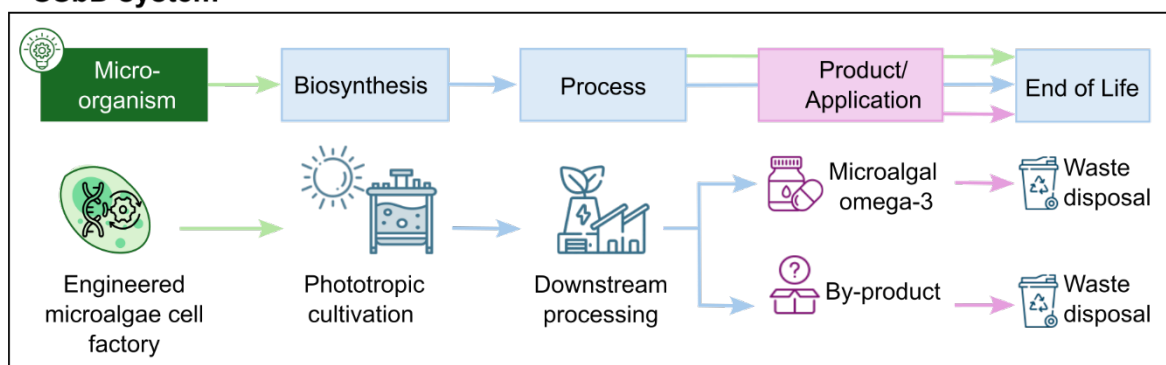 Micro-
organism
Biosynthesis
Process
Product/
Application
End of Life
Engineered
microalgae cell
factory
Phototropic
cultivation
Downstream
processing
Microalgal
omega-3
Waste
disposal
?
By-product
Waste
disposal